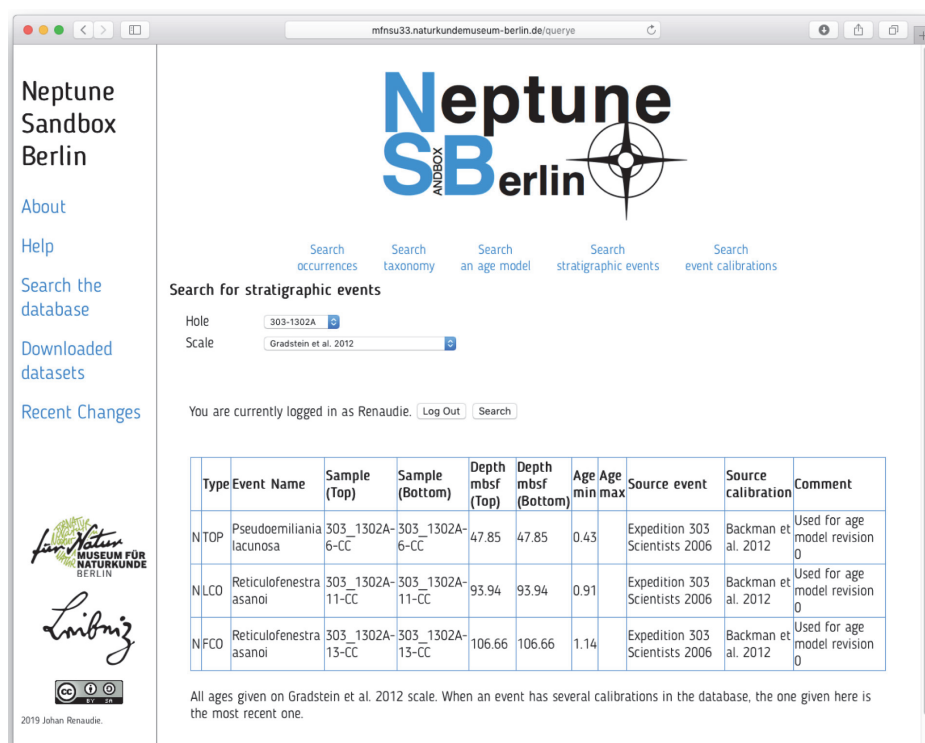 mfnsu33.naturkundemuseum-berlin.de/querye
Neptune
Sandbox
Berlin
About
Help
Search the
database
Downloaded
datasets
Recent Changes
für Natur
MUSEUM FÜR
NATURKUNDE
BERLIN
Leibniz
CC BY SA
2019 Johan Renaudie.
Neptune
SANDBOX Berlin
Search occurrences
Search taxonomy
Search an age model
Search stratigraphic events
Search event calibrations
Search for stratigraphic events
Hole 303-1302A
Scale Gradstein et al. 2012
You are currently logged in as Renaudie. Log Out Search
Type Event Name Sample (Top) Sample (Bottom) Depth mbsf (Top) Depth mbsf (Bottom) Age min Age max Source event Source calibration Comment
N TOP Pseudoemiliania lacunosa 303_1302A-6-CC 303_1302A-6-CC 47.85 47.85 0.43 Expedition 303 Scientists 2006 Backman et al. 2012 Used for age model revision 0
N LCO Reticulofenestra asanoi 303_1302A-11-CC 303_1302A-11-CC 93.94 93.94 0.91 Expedition 303 Scientists 2006 Backman et al. 2012 Used for age model revision 0
N FCO Reticulofenestra asanoi 303_1302A-13-CC 303_1302A-13-CC 106.66 106.66 1.14 Expedition 303 Scientists 2006 Backman et al. 2012 Used for age model revision 0
All ages given on Gradstein et al. 2012 scale. When an event has several calibrations in the database, the one given here is
the most recent one.